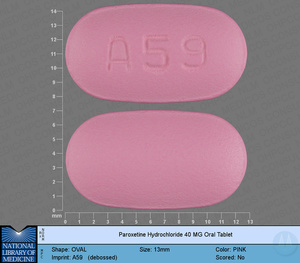 14
13
12
11
10
9
8
7
6
5
4
3
2
1
0
mm
A59
0 1 2 3 4 5 6 7 8 9 10 11 12 13
NATIONAL
LIBRARY OF
MEDICINE
Paroxetine Hydrochloride 40 MG Oral Tablet
Shape: OVAL Size: 13mm Color: PINK
Imprint: A59 (debossed) Scored: No